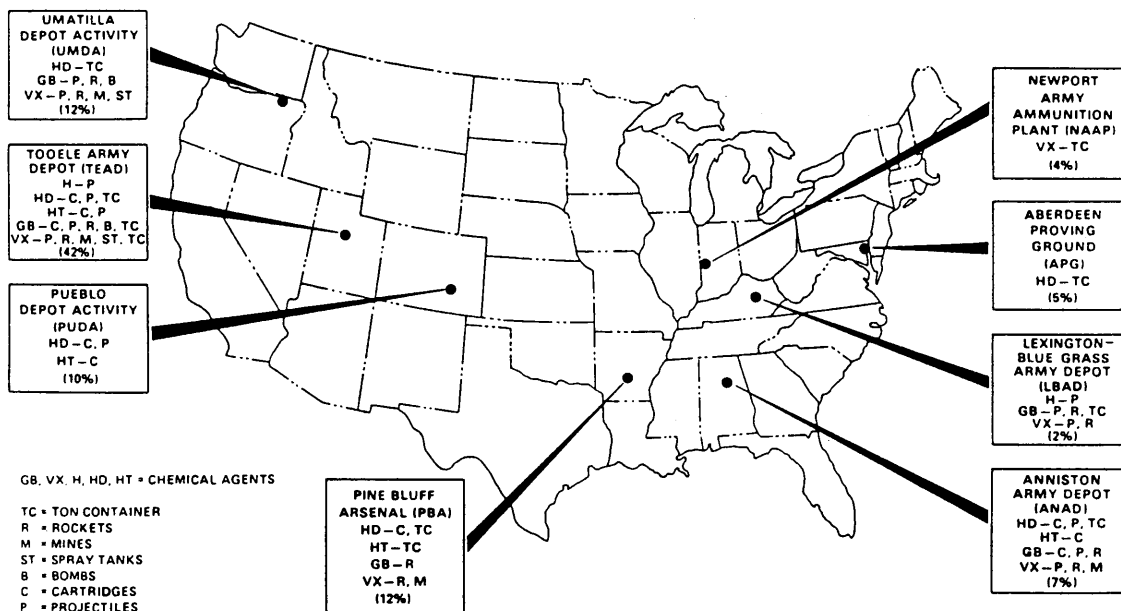 UMATILLA
DEPOT ACTIVITY
(UMDA)
HD–TC
GB–P, R, B
VX–P, R, M, ST
(12%)
TOOELE ARMY
DEPOT (TEAD)
H–P
HD–C, P, TC
HT–C, P
GB–C, P, R, B, TC
VX–P, R, M, ST, TC
(42%)
PUEBLO
DEPOT ACTIVITY
(PUDA)
HD–C, P
HT–C
(10%)
GB, VX, H, HD, HT = CHEMICAL AGENTS
TC = TON CONTAINER
R = ROCKETS
M = MINES
ST = SPRAY TANKS
B = BOMBS
C = CARTRIDGES
P = PROJECTILES
PINE BLUFF
ARSENAL (PBA)
HD–C, TC
HT–TC
GB–R
VX–R, M
(12%)
NEWPORT
ARMY
AMMUNITION
PLANT (NAAP)
VX–TC
(4%)
ABERDEEN
PROVING
GROUND
(APG)
HD–TC
(5%)
LEXINGTON–
BLUE GRASS
ARMY DEPOT
(LBAD)
H–P
GB–P, R, TC
VX–P, R
(2%)
ANNISTON
ARMY DEPOT
(ANAD)
HD–C, P, TC
HT–C
GB–C, P, R
VX–P, R, M
(7%)